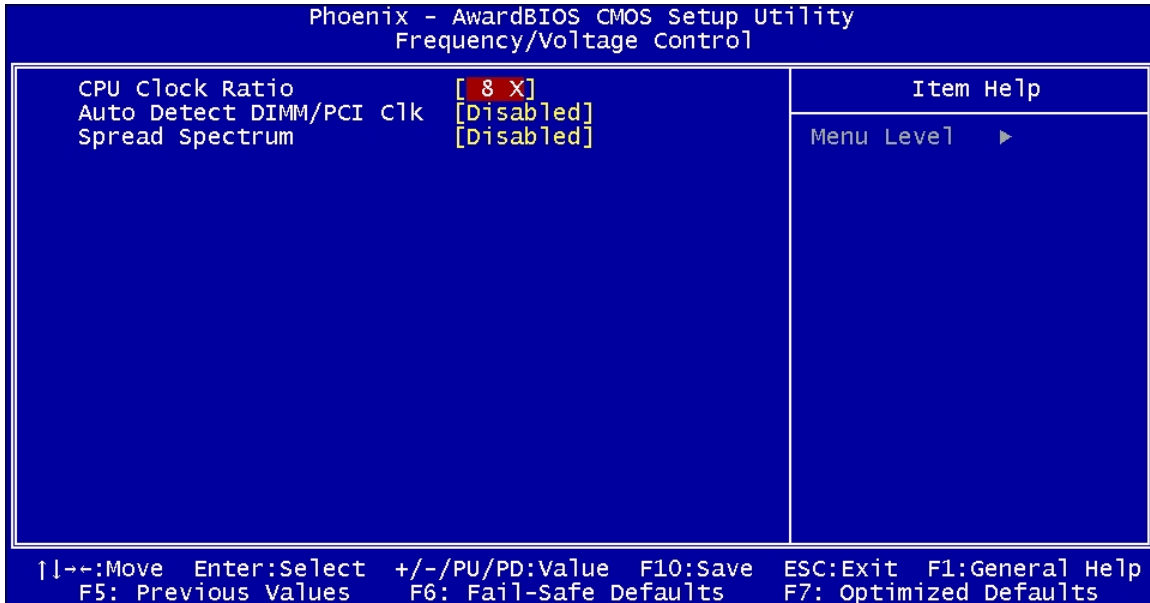 Phoenix - AwardBIOS CMOS Setup Utility
Frequency/Voltage Control
CPU Clock Ratio [ 8 X]
Auto Detect DIMM/PCI Clk [Disabled]
Spread Spectrum [Disabled]
Item Help
Menu Level ►
↑↓→←:Move Enter:Select +/-/PU/PD:Value F10:Save ESC:Exit F1:General Help
F5: Previous Values F6: Fail-Safe Defaults F7: Optimized Defaults